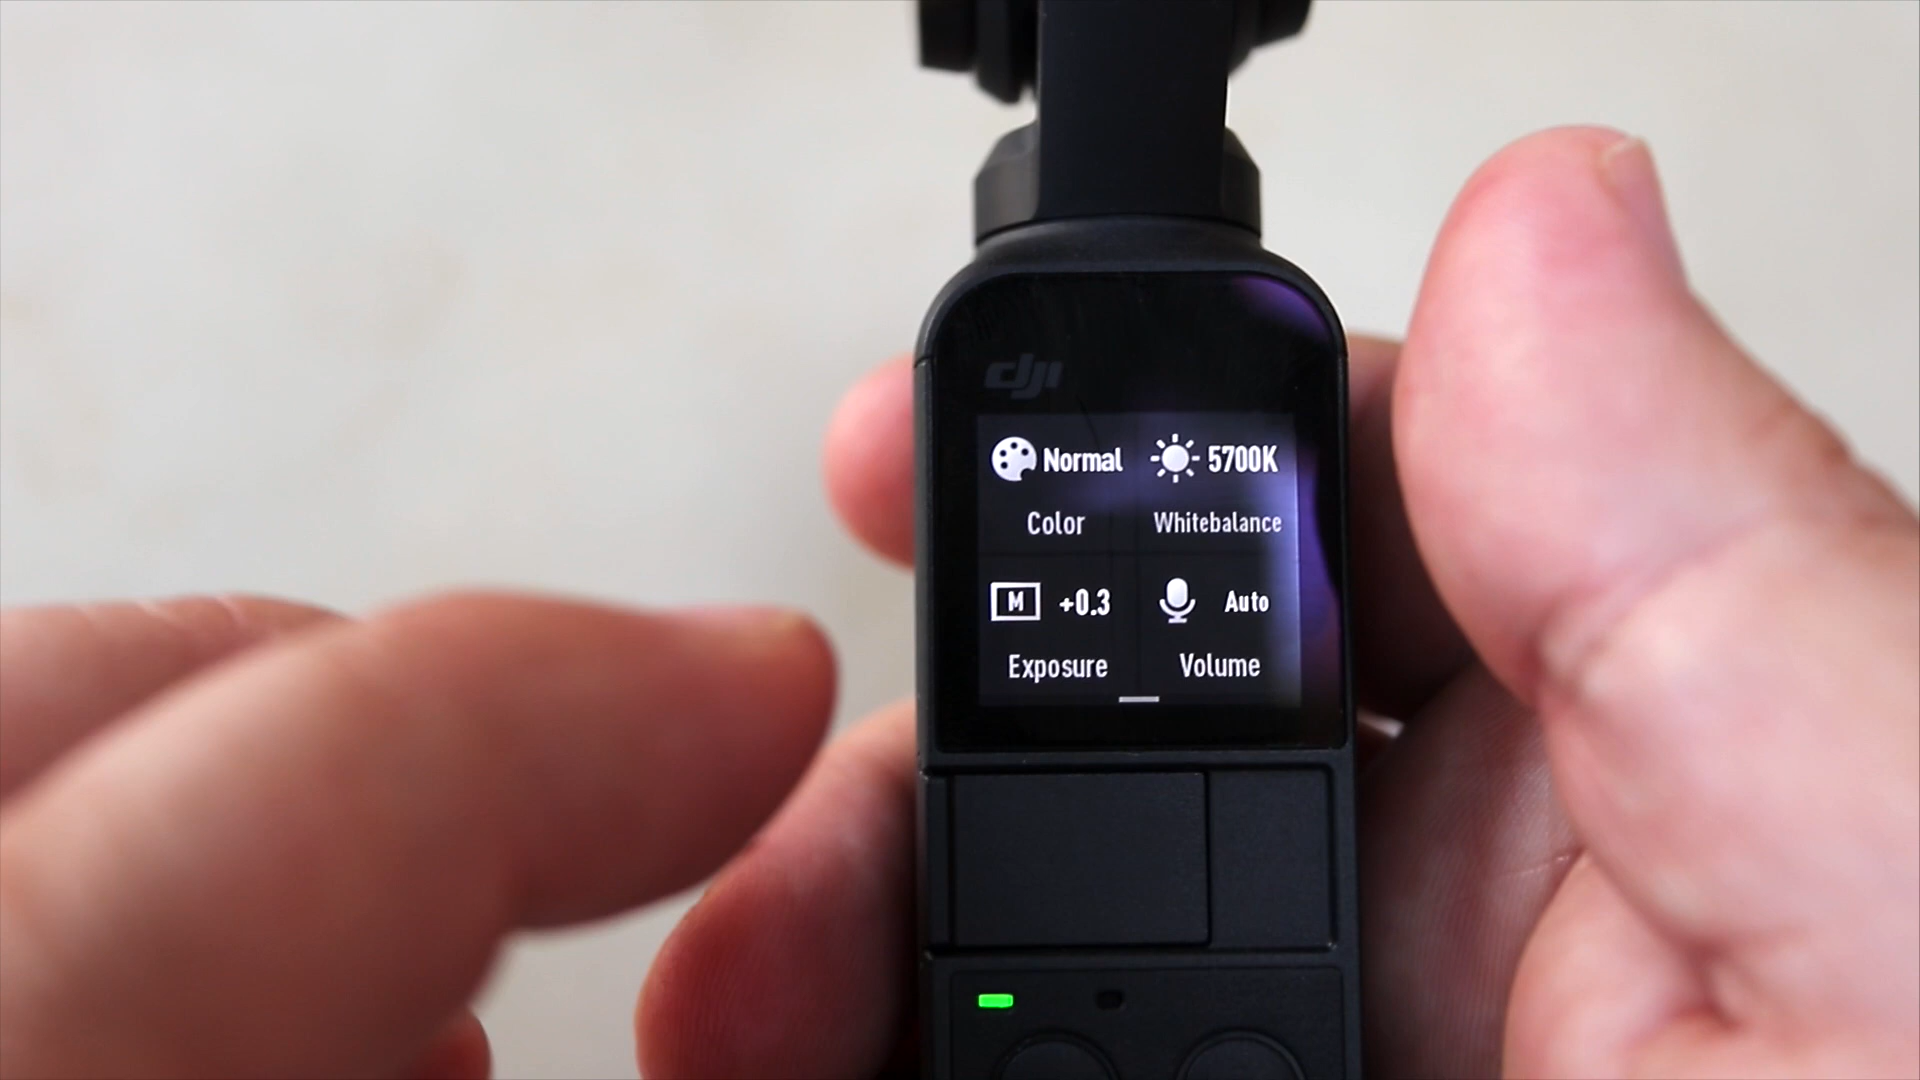 dji
Normal 5700K
Color Whitebalance
M +0.3 Auto
Exposure Volume